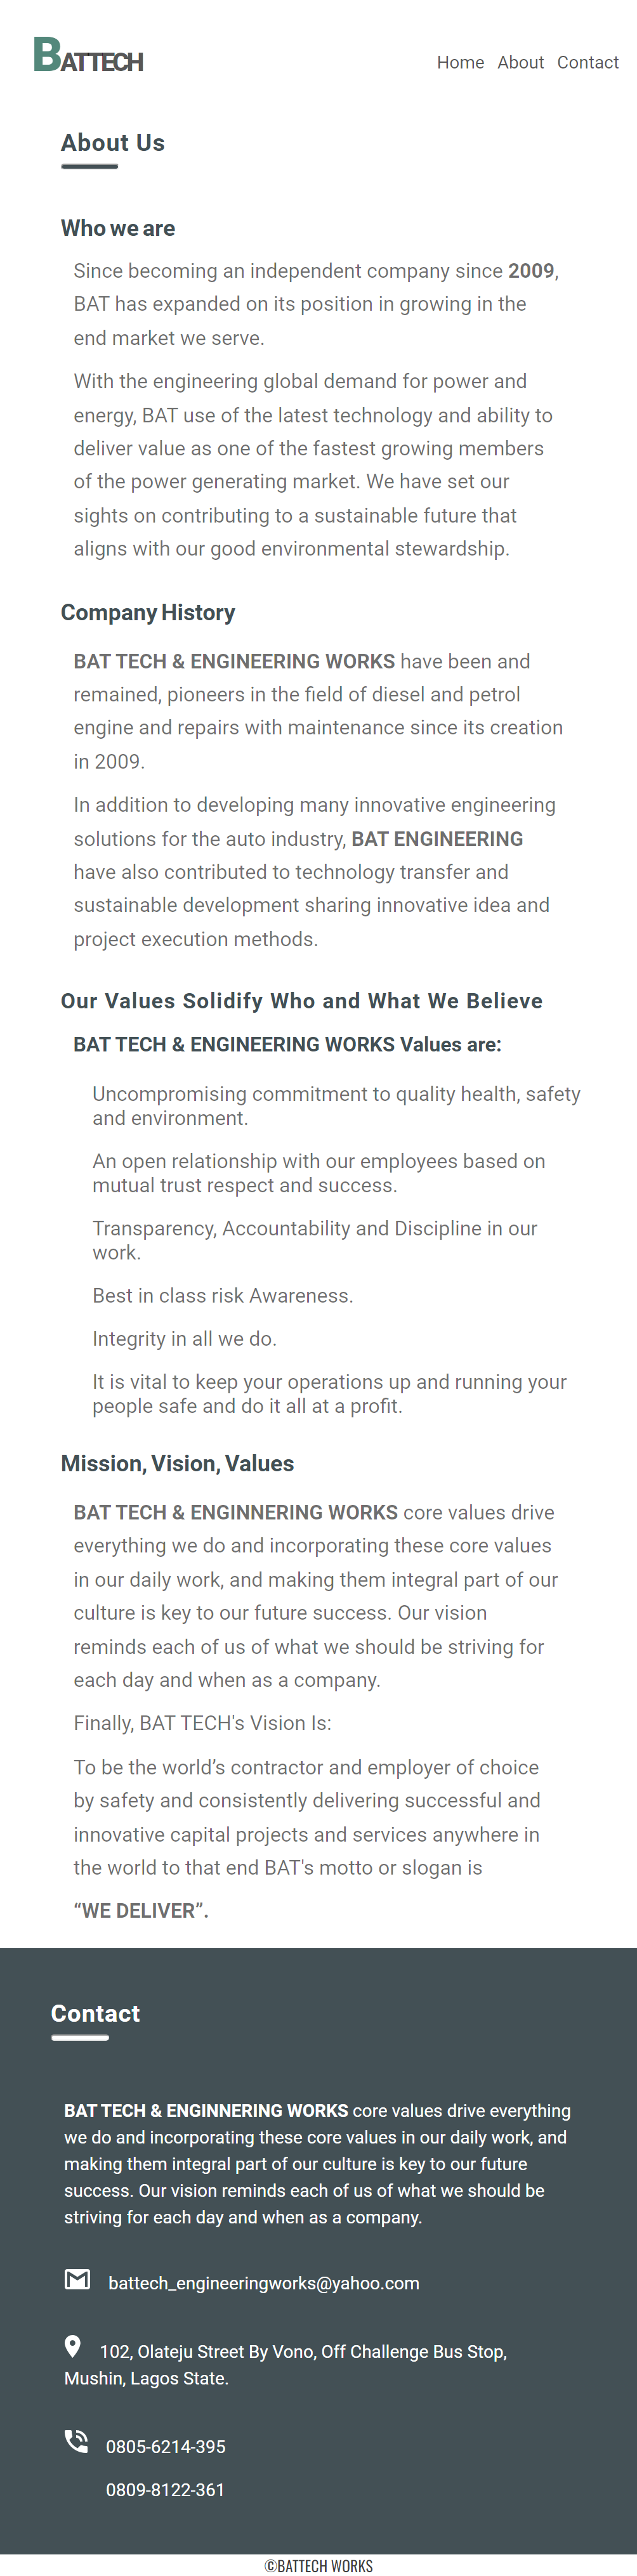 BATTECH
Home About Contact
About Us
Who we are
Since becoming an independent company since 2009,
BAT has expanded on its position in growing in the
end market we serve.
With the engineering global demand for power and
energy, BAT use of the latest technology and ability to
deliver value as one of the fastest growing members
of the power generating market. We have set our
sights on contributing to a sustainable future that
aligns with our good environmental stewardship.
Company History
BAT TECH & ENGINEERING WORKS have been and
remained, pioneers in the field of diesel and petrol
engine and repairs with maintenance since its creation
in 2009.
In addition to developing many innovative engineering
solutions for the auto industry, BAT ENGINEERING
have also contributed to technology transfer and
sustainable development sharing innovative idea and
project execution methods.
Our Values Solidify Who and What We Believe
BAT TECH & ENGINEERING WORKS Values are:
Uncompromising commitment to quality health, safety
and environment.
An open relationship with our employees based on
mutual trust respect and success.
Transparency, Accountability and Discipline in our
work.
Best in class risk Awareness.
Integrity in all we do.
It is vital to keep your operations up and running your
people safe and do it all at a profit.
Mission, Vision, Values
BAT TECH & ENGINNERING WORKS core values drive
everything we do and incorporating these core values
in our daily work, and making them integral part of our
culture is key to our future success. Our vision
reminds each of us of what we should be striving for
each day and when as a company.
Finally, BAT TECH's Vision Is:
To be the world’s contractor and employer of choice
by safety and consistently delivering successful and
innovative capital projects and services anywhere in
the world to that end BAT's motto or slogan is
“WE DELIVER”.
Contact
BAT TECH & ENGINNERING WORKS core values drive everything
we do and incorporating these core values in our daily work, and
making them integral part of our culture is key to our future
success. Our vision reminds each of us of what we should be
striving for each day and when as a company.
battech_engineeringworks@yahoo.com
102, Olateju Street By Vono, Off Challenge Bus Stop,
Mushin, Lagos State.
0805-6214-395
0809-8122-361
©BATTECH WORKS